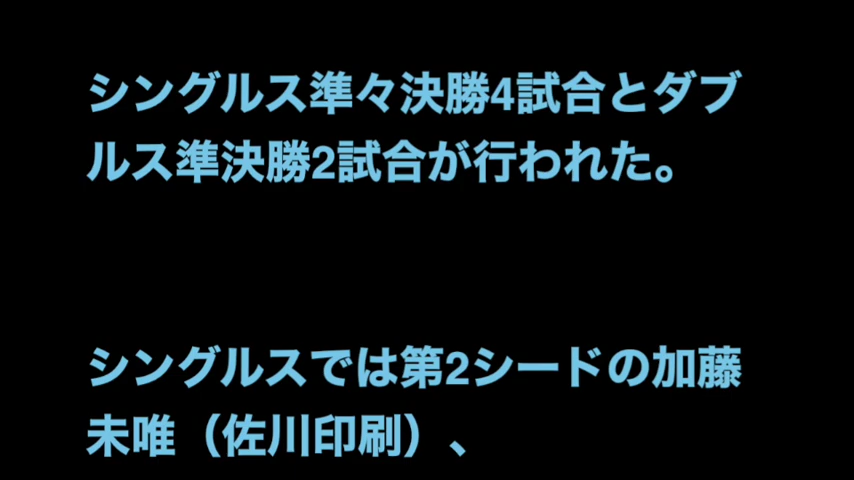 シングルス準々決勝4試合とダブ
ルス準決勝2試合が行われた。
シングルスでは第2シードの加藤
未唯（佐川印刷）、